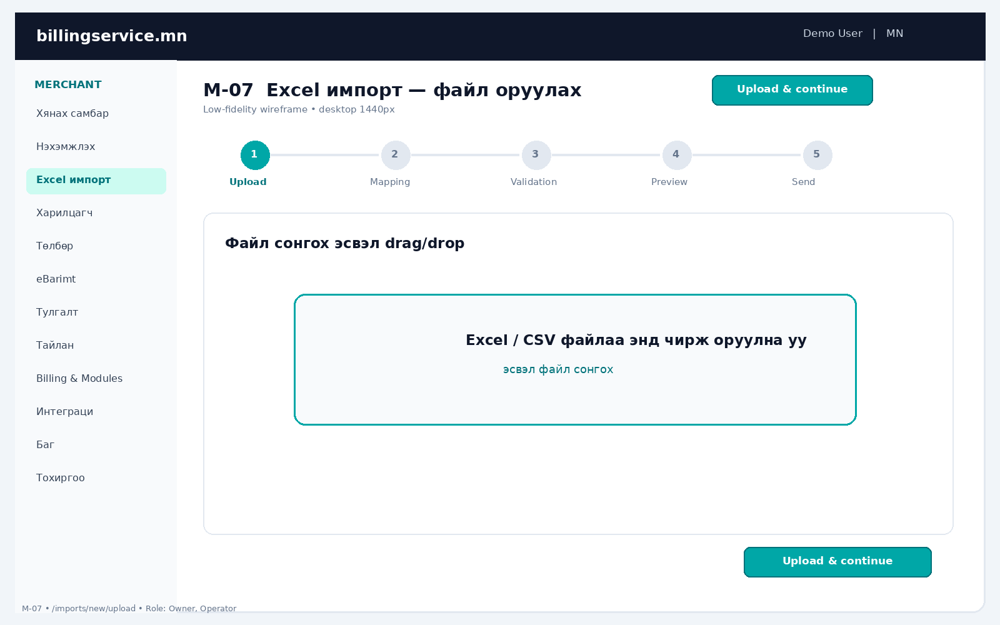 billingservice.mn
Demo User | MN
MERCHANT
Хянах самбар
Нэхэмжлэх
Excel импорт
Харилцагч
Төлбөр
eBarimt
Тулгалт
Тайлан
Billing & Modules
Интеграци
Баг
Тохиргоо
M-07 Excel импорт — файл оруулах
Upload & continue
Low-fidelity wireframe • desktop 1440px
1 2 3 4 5
Upload Mapping Validation Preview Send
Файл сонгох эсвэл drag/drop
Excel / CSV файлаа энд чирж оруулна уу
эсвэл файл сонгох
Upload & continue
M-07 • /imports/new/upload • Role: Owner, Operator